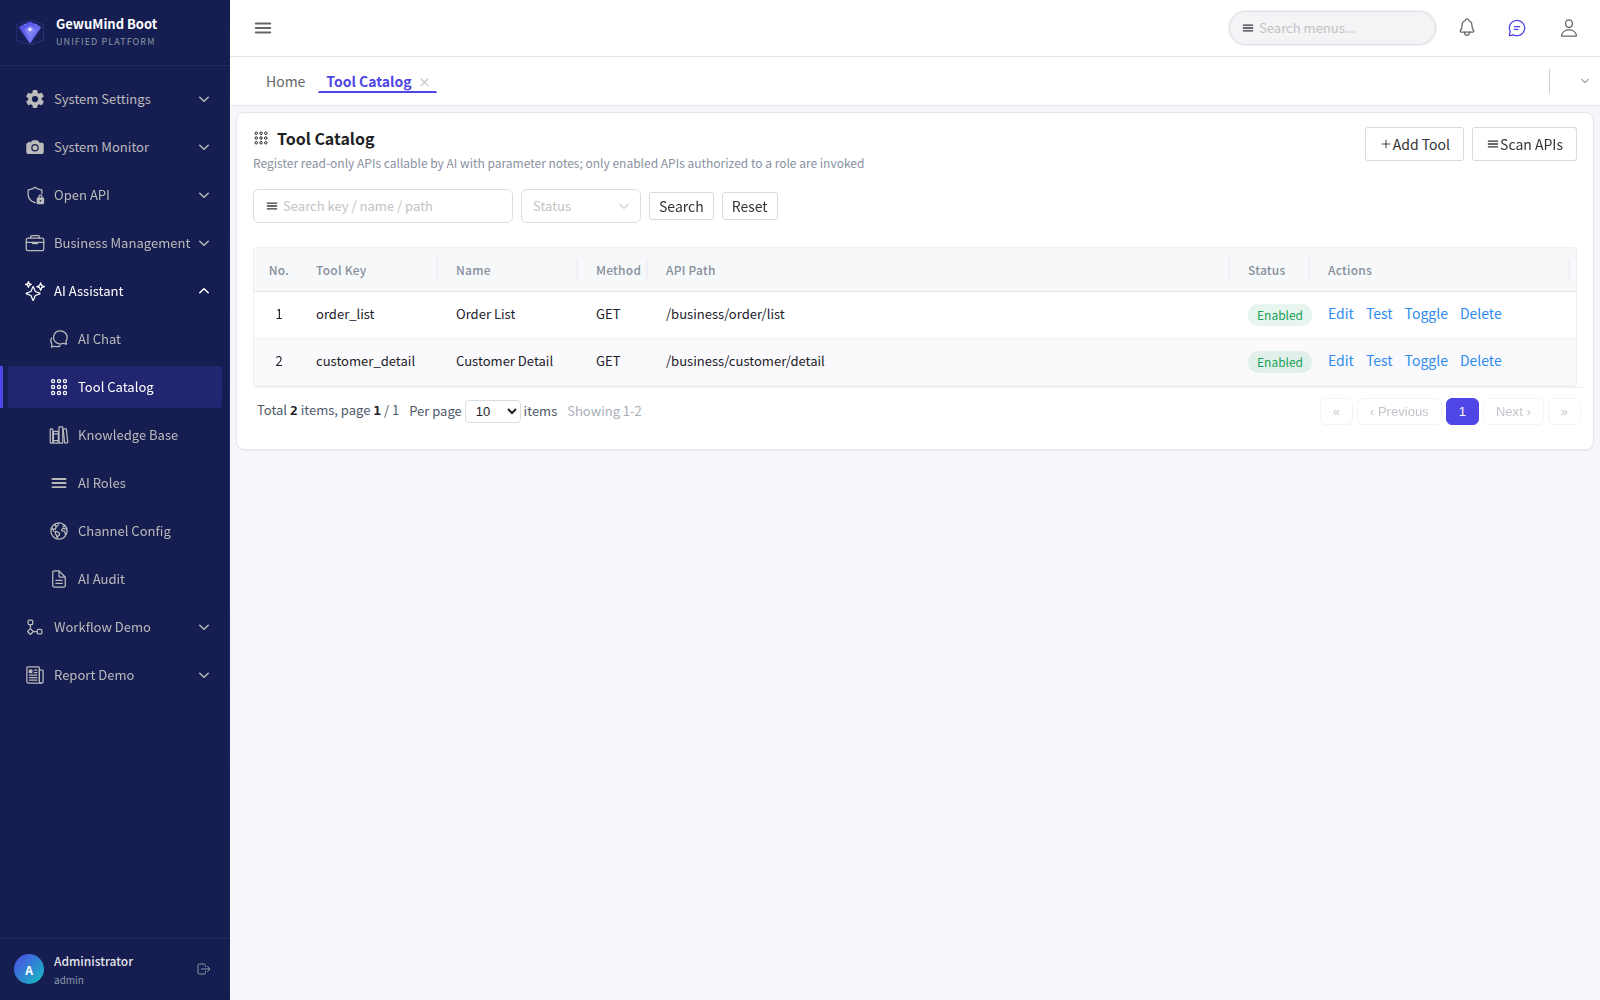 GewuMind Boot
UNIFIED PLATFORM
System Settings
System Monitor
Open API
Business Management
AI Assistant
AI Chat
Tool Catalog
Knowledge Base
AI Roles
Channel Config
AI Audit
Workflow Demo
Report Demo
A
Administrator
admin
Search menus...
Home Tool Catalog ×
Tool Catalog
Register read-only APIs callable by AI with parameter notes; only enabled APIs authorized to a role are invoked
+Add Tool Scan APIs
Search key / name / path Status Search Reset
No. Tool Key Name Method API Path Status Actions
1 order_list Order List GET /business/order/list Enabled Edit Test Toggle Delete
2 customer_detail Customer Detail GET /business/customer/detail Enabled Edit Test Toggle Delete
Total 2 items, page 1 / 1 Per page 10 items Showing 1-2 « ‹ Previous 1 Next › »